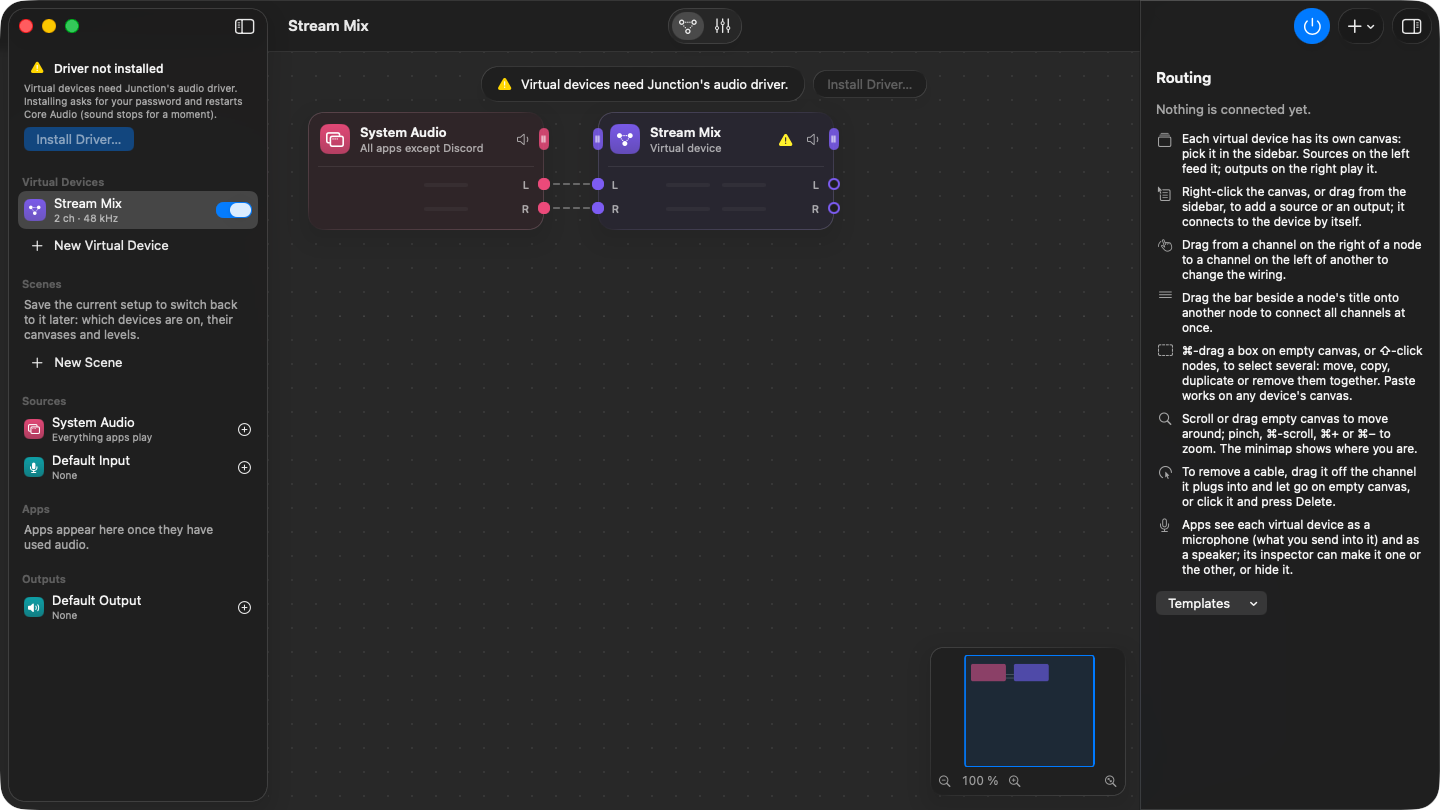 Driver not installed
Virtual devices need Junction's audio driver.
Installing asks for your password and restarts
Core Audio (sound stops for a moment).
Install Driver...
Virtual Devices
Stream Mix
2 ch · 48 kHz
New Virtual Device
Scenes
Save the current setup to switch back
to it later: which devices are on, their
canvases and levels.
New Scene
Sources
System Audio
Everything apps play
Default Input
None
Apps
Apps appear here once they have
used audio.
Outputs
Default Output
None
Stream Mix
Virtual devices need Junction's audio driver.
Install Driver...
System Audio
All apps except Discord
L
R
Stream Mix
Virtual device
L L
R R
100 %
Routing
Nothing is connected yet.
Each virtual device has its own canvas:
pick it in the sidebar. Sources on the left
feed it; outputs on the right play it.
Right-click the canvas, or drag from the
sidebar, to add a source or an output; it
connects to the device by itself.
Drag from a channel on the right of a node
to a channel on the left of another to
change the wiring.
Drag the bar beside a node's title onto
another node to connect all channels at
once.
⌘-drag a box on empty canvas, or ⇧-click
nodes, to select several: move, copy,
duplicate or remove them together. Paste
works on any device's canvas.
Scroll or drag empty canvas to move
around; pinch, ⌘-scroll, ⌘+ or ⌘− to
zoom. The minimap shows where you are.
To remove a cable, drag it off the channel
it plugs into and let go on empty canvas,
or click it and press Delete.
Apps see each virtual device as a
microphone (what you send into it) and as
a speaker; its inspector can make it one or
the other, or hide it.
Templates